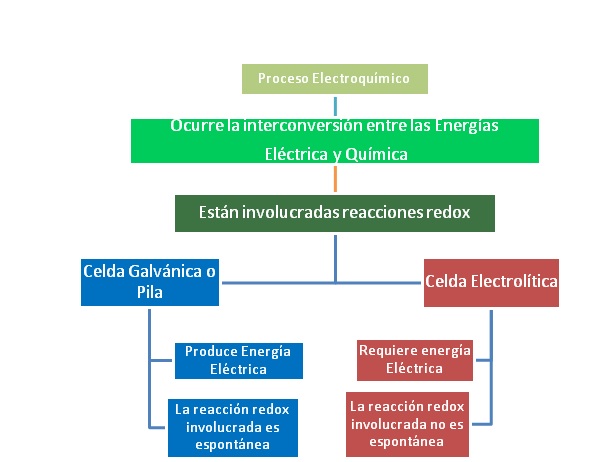 Proceso Electroquímico
Ocurre la interconversión entre las Energías
Eléctrica y Química
Están involucradas reacciones redox
Celda Galvánica o
Pila
Celda Electrolítica
Produce Energía
Eléctrica
Requiere energía
Eléctrica
La reacción redox
involucrada es
espontánea
La reacción redox
involucrada no es
espontánea